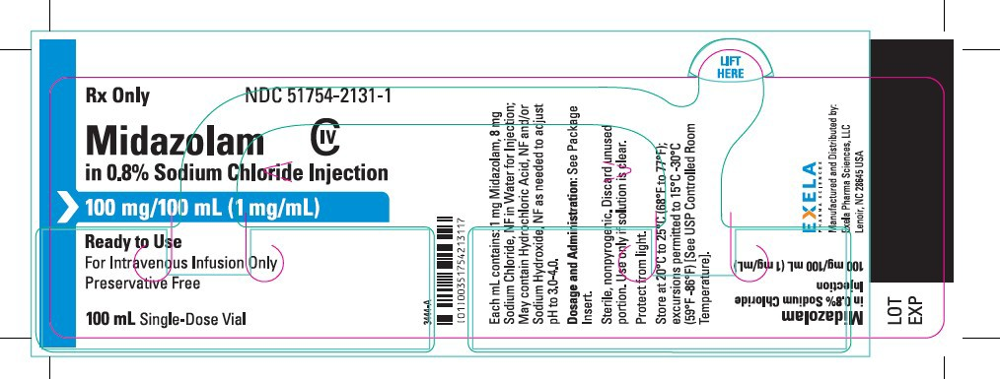 LIFT
HERE
Rx Only
NDC 51754-2131-1
Midazolam CIV
in 0.8% Sodium Chloride Injection
100 mg/100 mL (1 mg/mL)
Ready to Use
For Intravenous Infusion Only
Preservative Free
100 mL Single-Dose Vial
3444-A
(01)00351754213117
Each mL contains: 1 mg Midazolam, 8 mg
Sodium Chloride, NF in Water for Injection;
May contain Hydrochloric Acid, NF and/or
Sodium Hydroxide, NF as needed to adjust
pH to 3.0-4.0.
Dosage and Administration: See Package
Insert.
Sterile, nonpyrogenic, Discard unused
portion. Use only if solution is clear.
Protect from light.
Store at 20°C to 25°C (68°F to 77°F);
excursions permitted to 15°C -30°C
(59°F -86°F) [See USP Controlled Room
Temperature].
EXELA
PHARMA SCIENCES
Manufactured and Distributed by:
Exela Pharma Sciences, LLC
Lenoir, NC 28645 USA
Midazolam
in 0.8% Sodium Chloride
Injection
100 mg/100 mL (1 mg/mL)
LOT
EXP